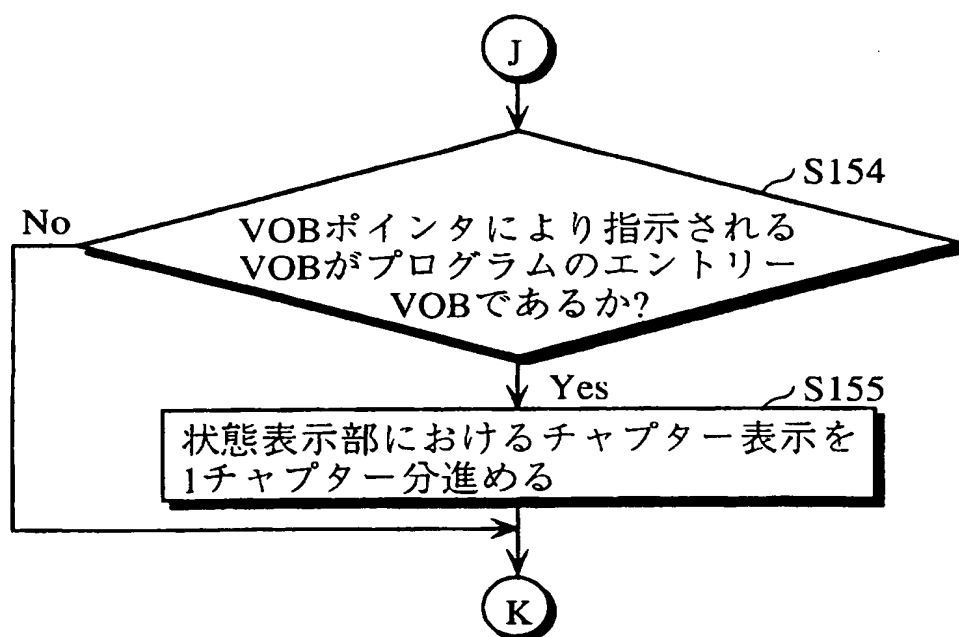 J
S154
No
VOBポインタにより指示される
VOBがプログラムのエントリー
VOBであるか?
Yes
S155
状態表示部におけるチャプター表示を
1チャプター分進める
K